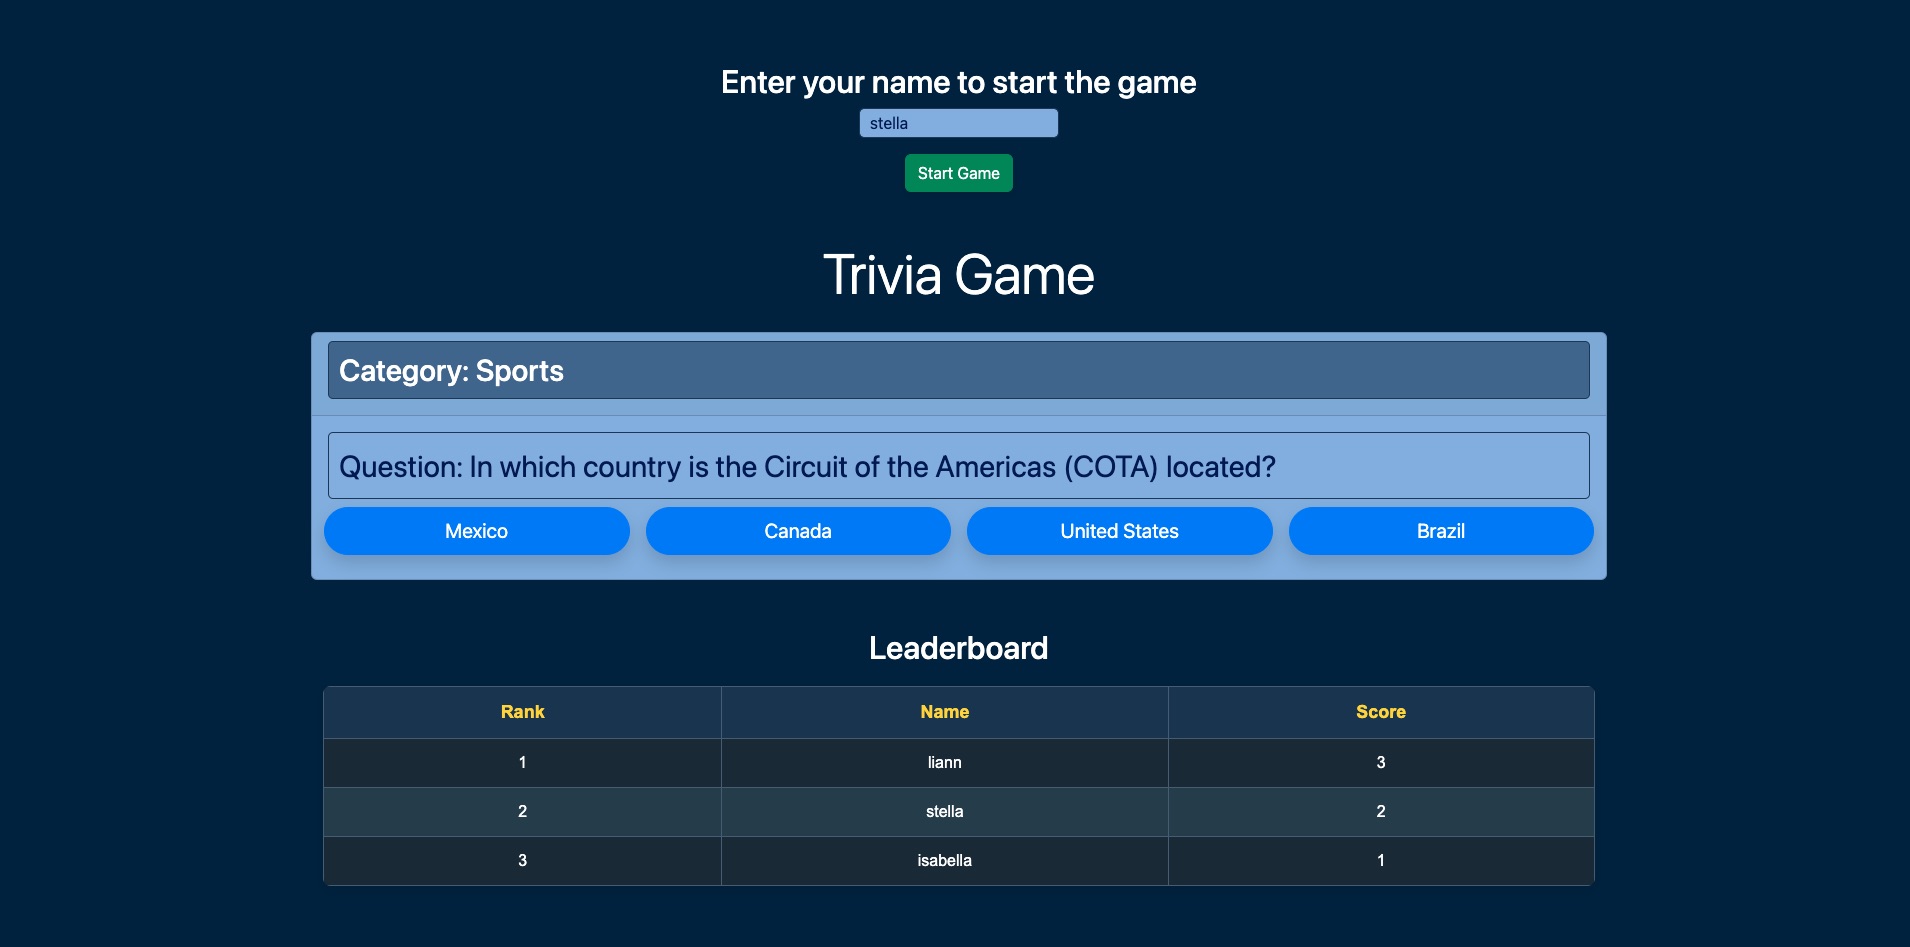 Enter your name to start the game
stella
Start Game
Trivia Game
Category: Sports
Question: In which country is the Circuit of the Americas (COTA) located?
Mexico Canada United States Brazil
Leaderboard
Rank Name Score
1 liann 3
2 stella 2
3 isabella 1